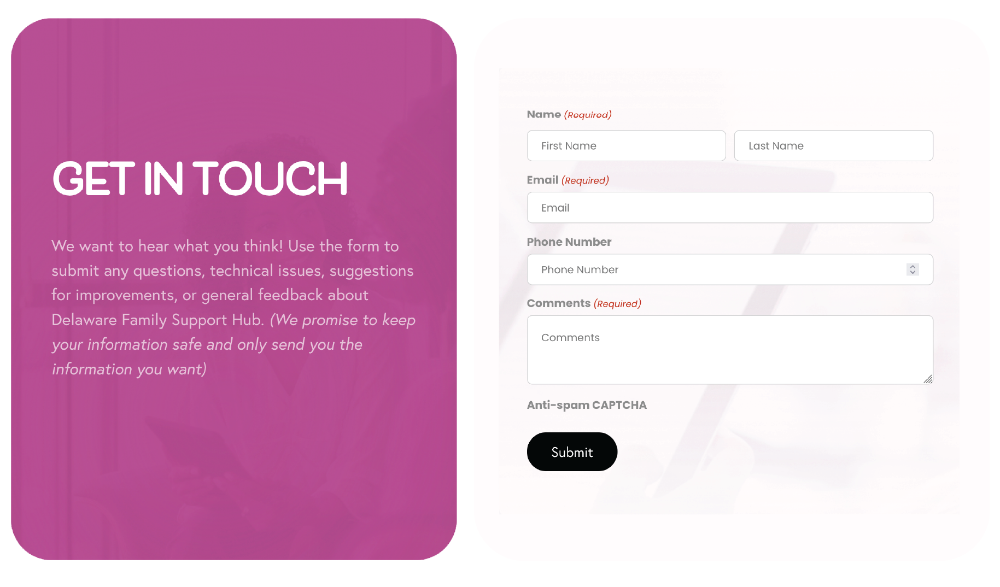 GET IN TOUCH
We want to hear what you think! Use the form to
submit any questions, technical issues, suggestions
for improvements, or general feedback about
Delaware Family Support Hub. (We promise to keep
your information safe and only send you the
information you want)
Name (Required)
First Name
Last Name
Email (Required)
Email
Phone Number
Phone Number
Comments (Required)
Comments
Anti-spam CAPTCHA
Submit